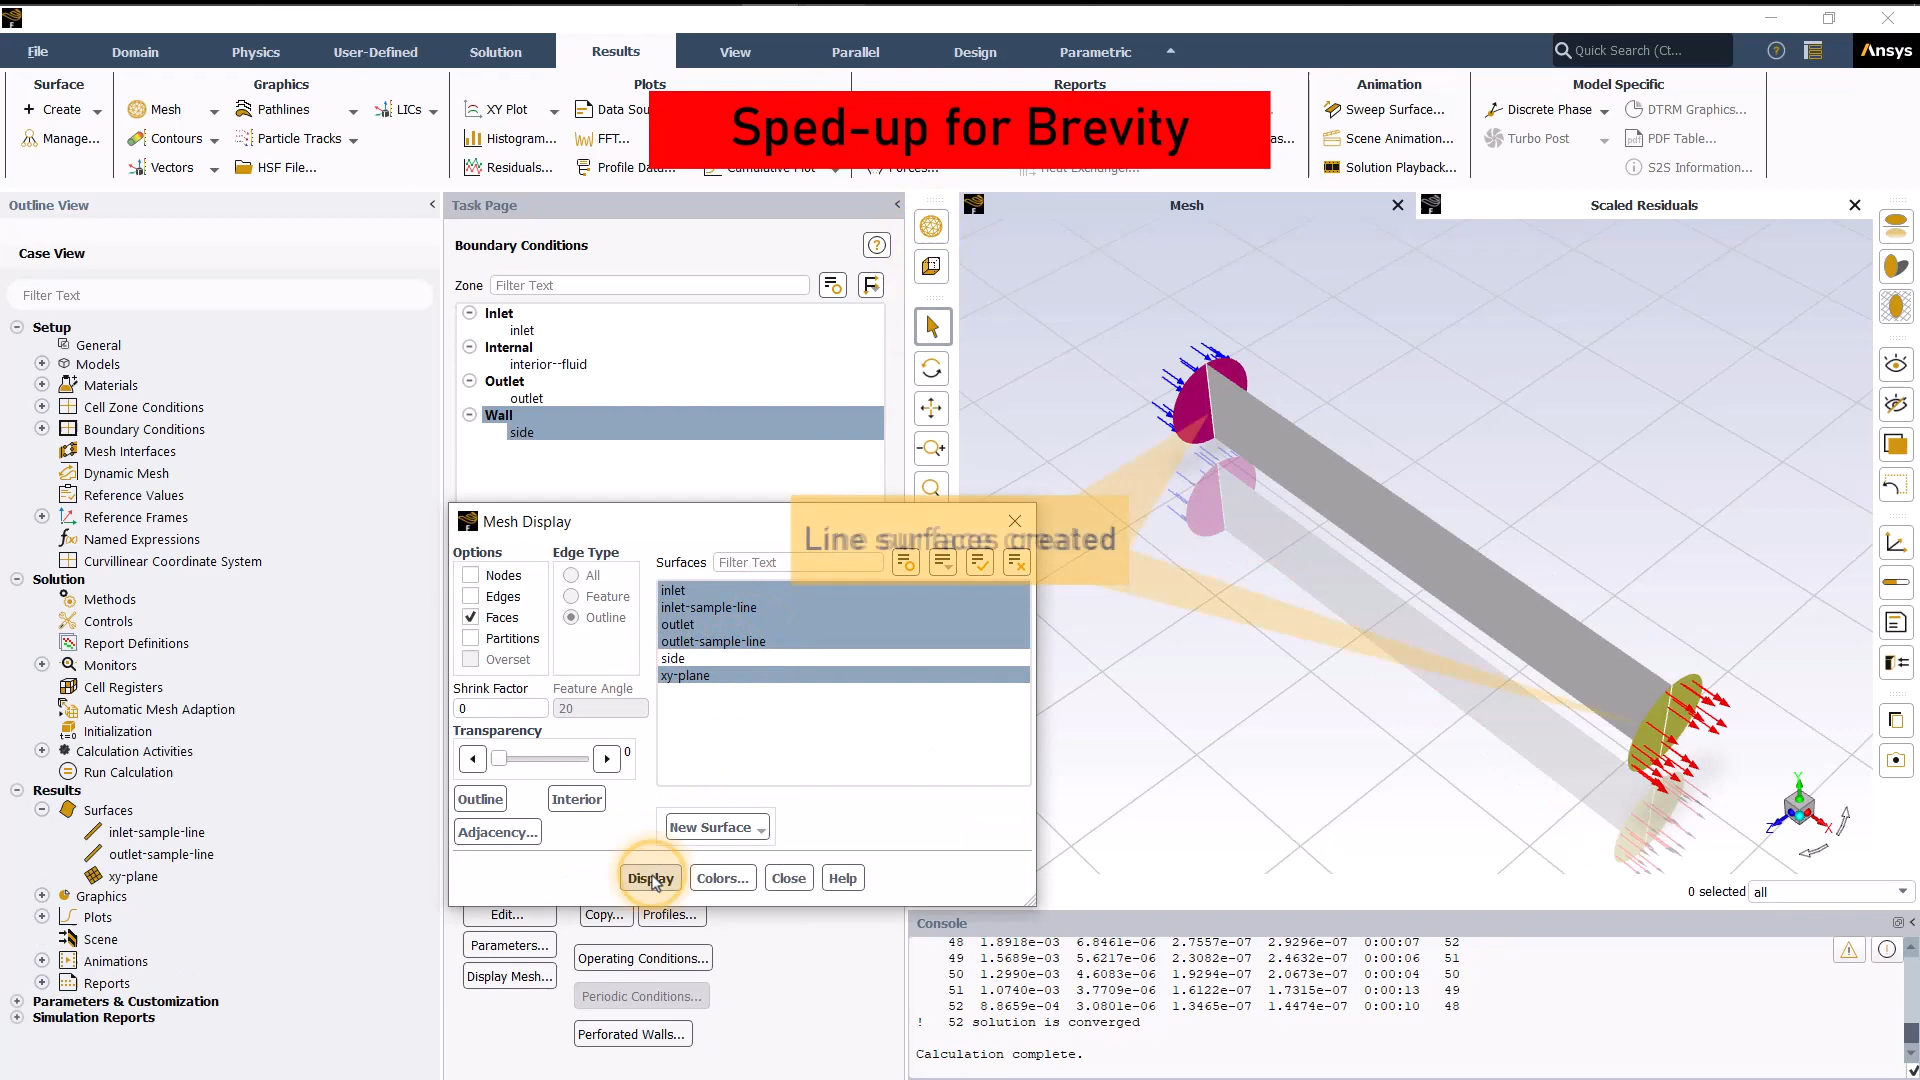 File
Domain
Physics
User-Defined
Solution
Results
View
Parallel
Design
Parametric
Quick Search (Ct...
Ansys
Surface
Graphics
Plots
Reports
Animation
Model Specific
Create
Mesh
Pathlines
LICs
XY Plot
Data Sou
Sweep Surface...
Discrete Phase
DTRM Graphics...
Sped-up for Brevity
Manage...
Contours
Particle Tracks
Histogram...
FFT...
Scene Animation...
Turbo Post
PDF Table...
Vectors
HSF File...
Residuals...
Profile Data...
Solution Playback...
S2S Information...
Outline View
Task Page
Mesh
Scaled Residuals
Case View
Filter Text
Setup
General
Models
Materials
Cell Zone Conditions
Boundary Conditions
Mesh Interfaces
Dynamic Mesh
Reference Values
Reference Frames
Named Expressions
Curvillinear Coordinate System
Solution
Methods
Controls
Report Definitions
Monitors
Cell Registers
Automatic Mesh Adaption
Initialization
Calculation Activities
Run Calculation
Results
Surfaces
inlet-sample-line
outlet-sample-line
xy-plane
Graphics
Plots
Scene
Animations
Reports
Parameters & Customization
Simulation Reports
Boundary Conditions
Zone
Filter Text
Inlet
inlet
Internal
interior--fluid
Outlet
outlet
Wall
side
Mesh Display
Line surfaces created
Options
Nodes
Edges
Faces
Partitions
Overset
Edge Type
All
Feature
Outline
Shrink Factor
0
Feature Angle
20
Transparency
0
Outline
Interior
Adjacency...
Surfaces
Filter Text
inlet
inlet-sample-line
outlet
outlet-sample-line
side
xy-plane
New Surface
Display
Colors...
Close
Help
Edit...
Copy...
Profiles...
Parameters...
Operating Conditions...
Display Mesh...
Periodic Conditions...
Perforated Walls...
Y
Z
X
0 selected
all
Console
48 1.8918e-03 6.8461e-06 2.7557e-07 2.9296e-07 0:00:07 52
49 1.5689e-03 5.6217e-06 2.3082e-07 2.4632e-07 0:00:06 51
50 1.2990e-03 4.6083e-06 1.9294e-07 2.0673e-07 0:00:04 50
51 1.0740e-03 3.7709e-06 1.6122e-07 1.7315e-07 0:00:13 49
52 8.8659e-04 3.0801e-06 1.3465e-07 1.4474e-07 0:00:10 48
! 52 solution is converged
Calculation complete.